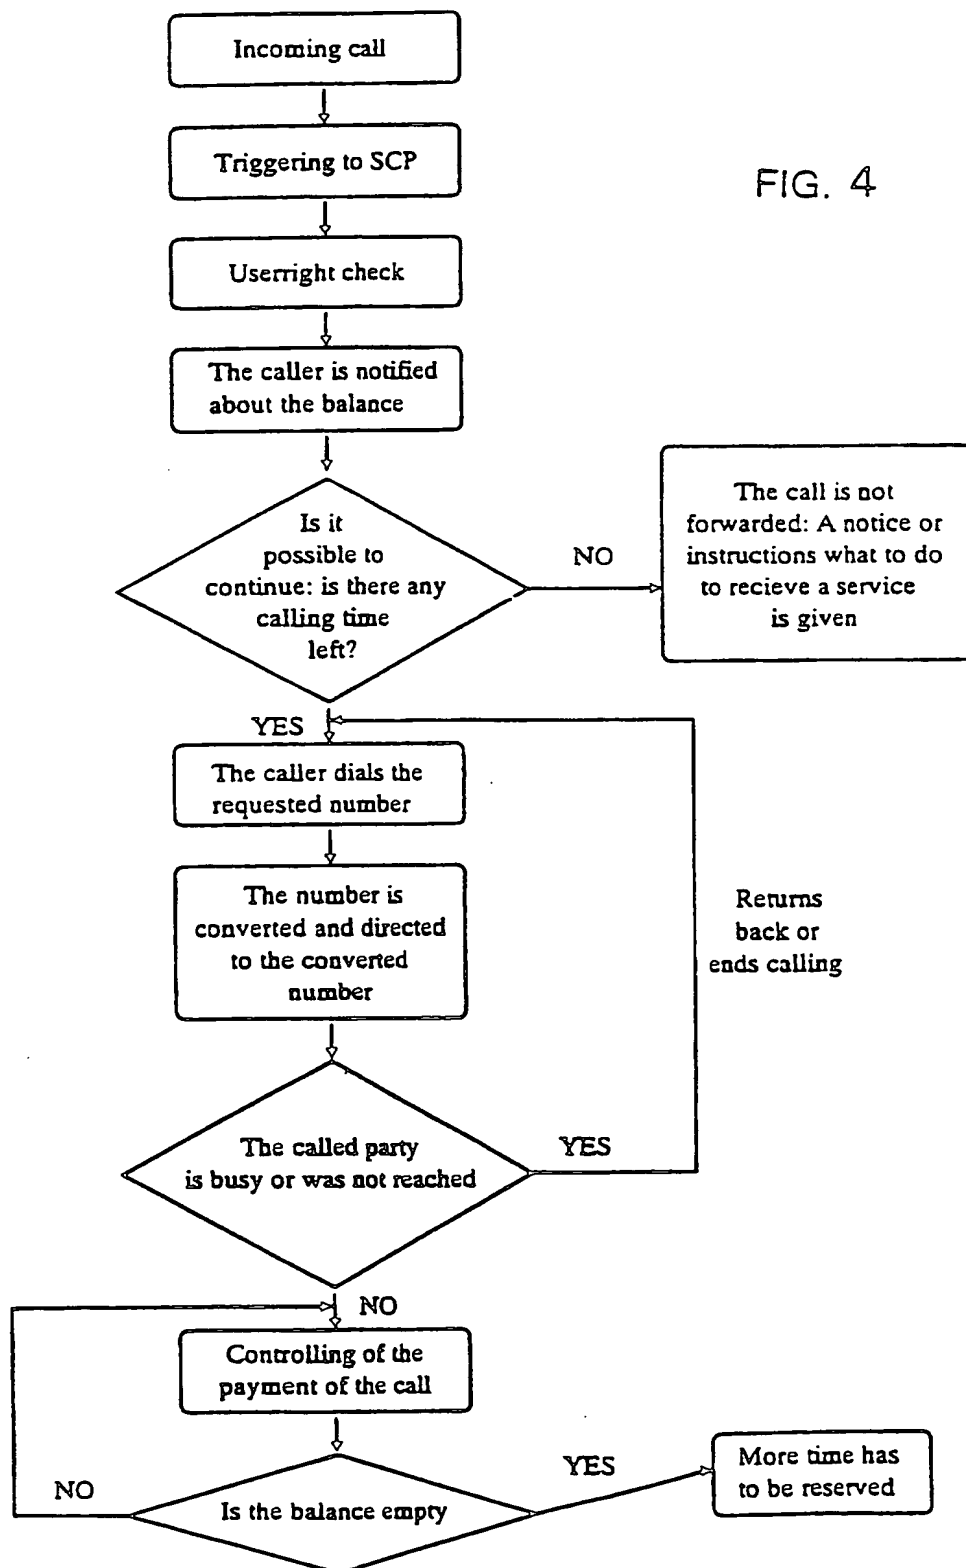 Incoming call
Triggering to SCP
FIG. 4
Userright check
The caller is notified
about the balance
Is it
possible to
continue: is there any
calling time
left?
NO
The call is not
forwarded: A notice or
instructions what to do
to recieve a service
is given
YES
The caller dials the
requested number
The number is
converted and directed
to the converted
number
Returns
back or
ends calling
The called party
is busy or was not reached
YES
NO
Controlling of the
payment of the call
Is the balance empty
NO
YES
More time has
to be reserved